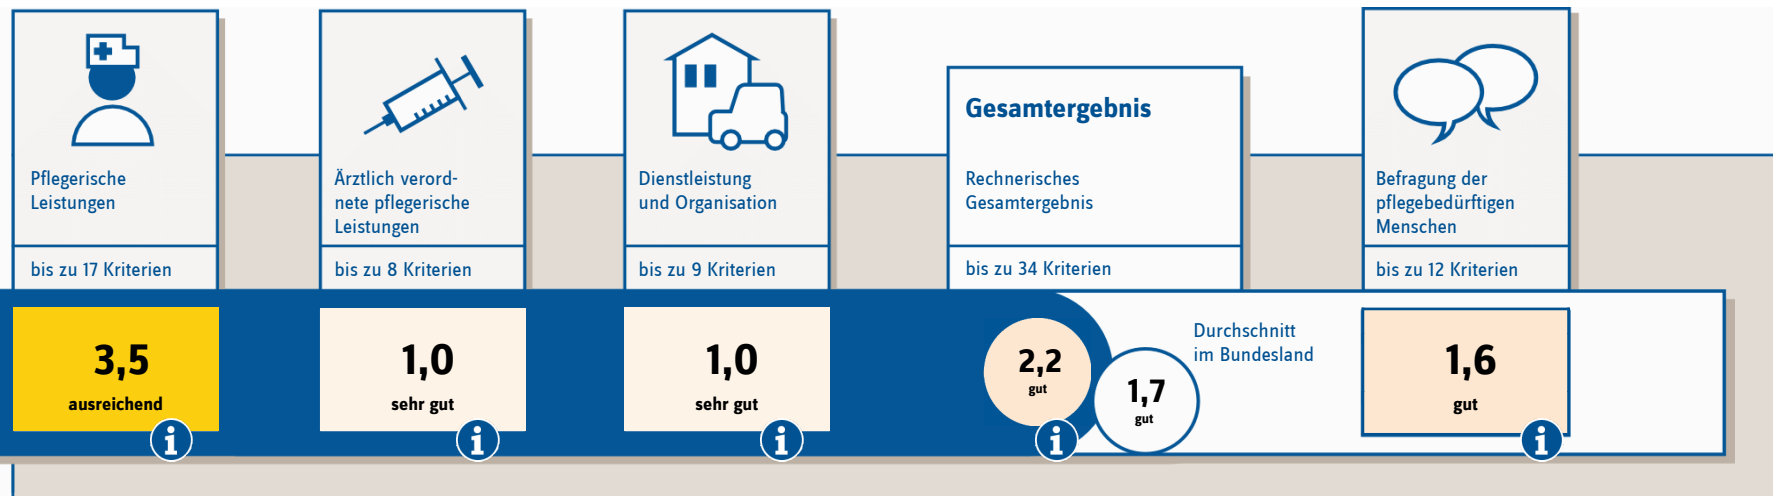 Pflegerische
Leistungen
bis zu 17 Kriterien
3,5
ausreichend
i
Ärztlich verord-
nete pflegerische
Leistungen
bis zu 8 Kriterien
1,0
sehr gut
i
Dienstleistung
und Organisation
bis zu 9 Kriterien
1,0
sehr gut
i
Gesamtergebnis
Rechnerisches
Gesamtergebnis
bis zu 34 Kriterien
2,2
gut
i
1,7
gut
Durchschnitt
im Bundesland
Befragung der
pflegebedürftigen
Menschen
bis zu 12 Kriterien
1,6
gut
i